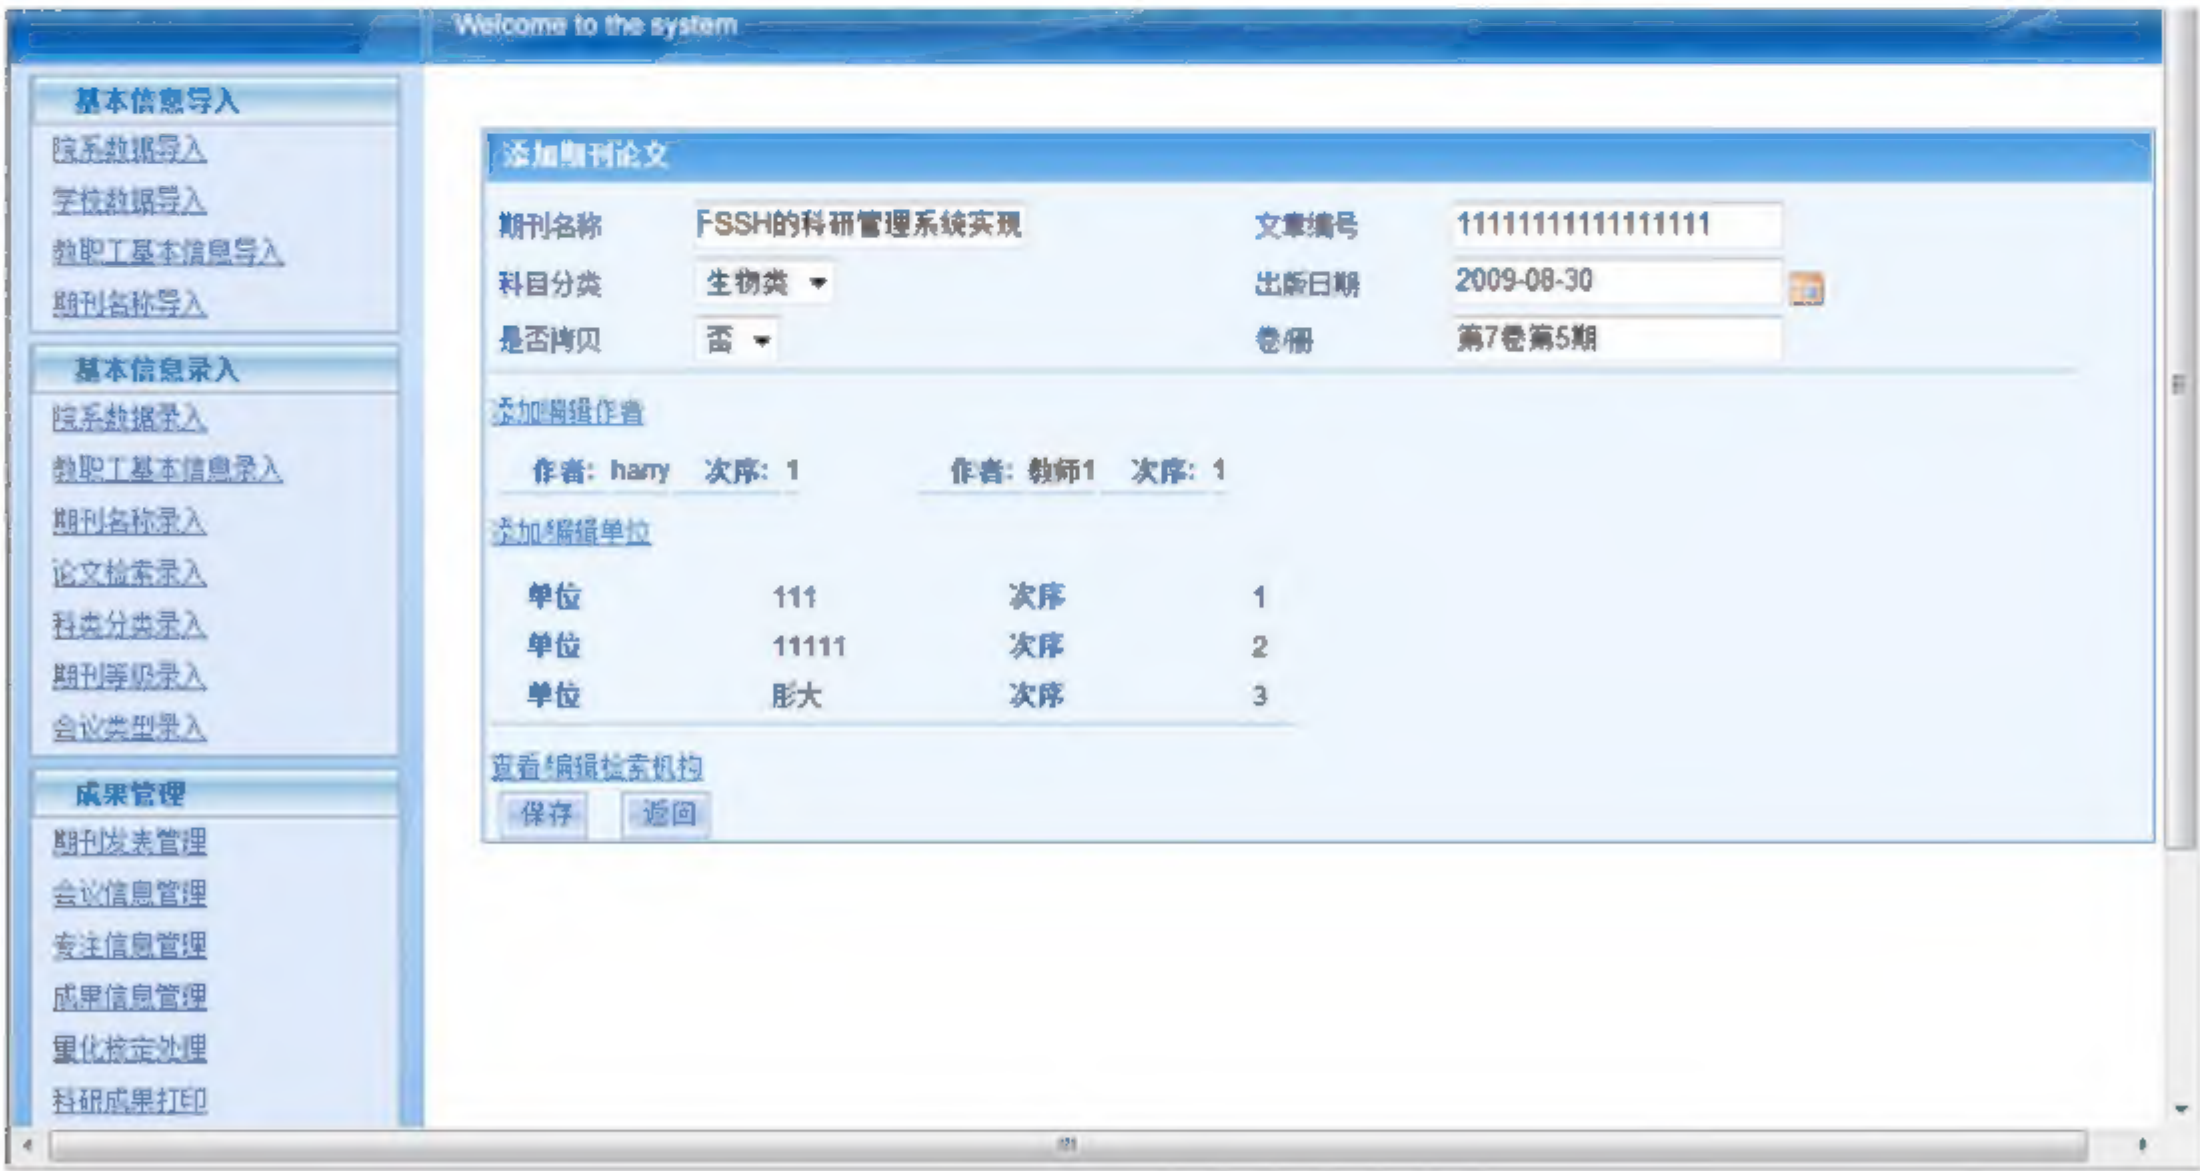 Welcome to the system
基本信息导入
院系数据导入
学校数据导入
教职工基本信息导入
期刊名称导入
基本信息录入
院系数据录入
教职工基本信息录入
期刊名称录入
论文检索录入
科类分类录入
期刊等级录入
会议类型录入
成果管理
期刊发表管理
会议信息管理
专注信息管理
成果信息管理
量化核定处理
科研成果打印
添加期刊论文
期刊名称 FSSH的科研管理系统实现 文章编号 11111111111111111
科目分类 生物类 出版日期 2009-08-30
是否拷贝 否 卷/册 第7卷第5期
添加/编辑作者
作者: harry 次序: 1 作者: 教师1 次序: 1
添加/编辑单位
单位 111 次序 1
单位 11111 次序 2
单位 彤大 次序 3
查看/编辑检索机构
保存 返回